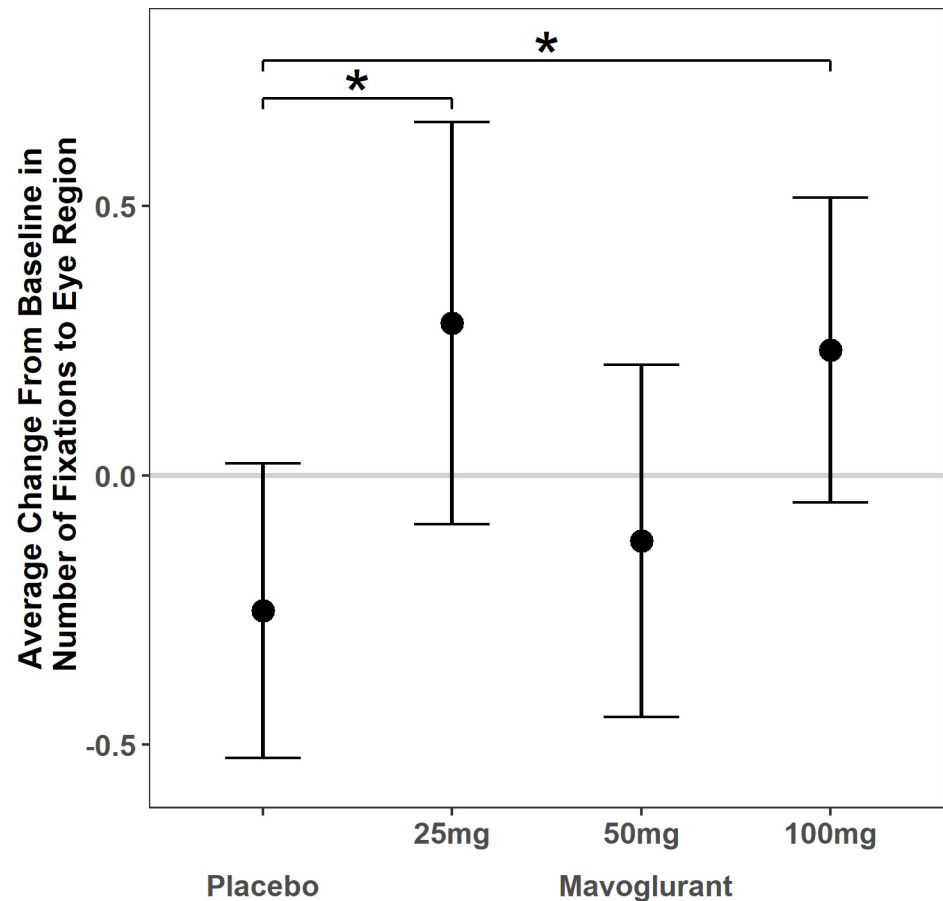 *
*
Average Change From Baseline in
Number of Fixations to Eye Region
0.5
0.0
-0.5
25mg
50mg
100mg
Placebo
Mavoglurant